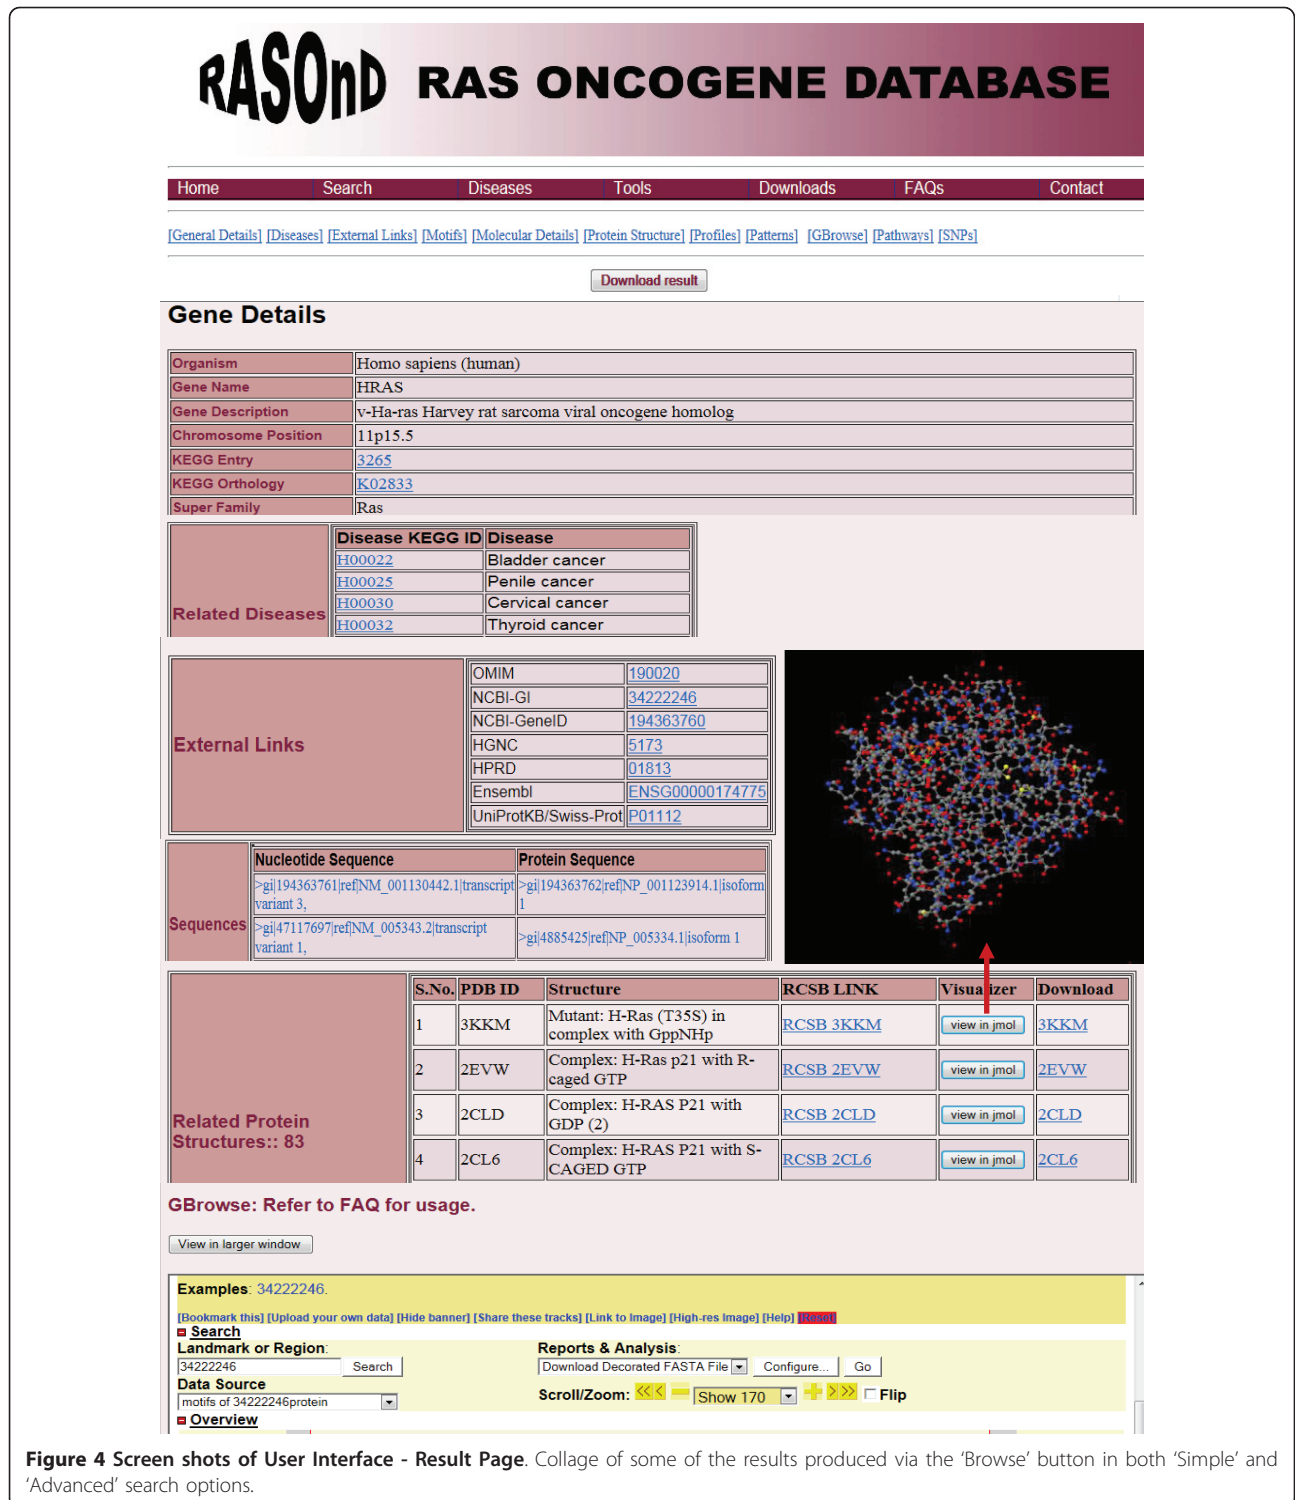 RASOnD RAS ONCOGENE DATABASE
Home Search Diseases Tools Downloads FAQs Contact
[General Details] [Diseases] [External Links] [Motifs] [Molecular Details] [Protein Structure] [Profiles] [Patterns] [GBrowse] [Pathways] [SNPs]
Download result
Gene Details
Organism Homo sapiens (human)
Gene Name HRAS
Gene Description v-Ha-ras Harvey rat sarcoma viral oncogene homolog
Chromosome Position 11p15.5
KEGG Entry 3265
KEGG Orthology K02833
Super Family Ras
Related Diseases
Disease KEGG ID Disease
H00022 Bladder cancer
H00025 Penile cancer
H00030 Cervical cancer
H00032 Thyroid cancer
External Links
OMIM 190020
NCBI-GI 34222246
NCBI-GeneID 194363760
HGNC 5173
HPRD 01813
Ensembl ENSG00000174775
UniProtKB/Swiss-Prot P01112
Sequences
Nucleotide Sequence Protein Sequence
>gi|194363761|ref|NM_001130442.1|transcript >gi|194363762|ref|NP_001123914.1|isoform
variant 3, 1
>gi|47117697|ref|NM_005343.2|transcript
variant 1,
>gi|4885425|ref|NP_005334.1|isoform 1
Related Protein
Structures:: 83
S.No. PDB ID Structure RCSB LINK Visualizer Download
1 3KKM Mutant: H-Ras (T35S) in
complex with GppNHp RCSB 3KKM view in jmol 3KKM
2 2EVW Complex: H-Ras p21 with R-
caged GTP RCSB 2EVW view in jmol 2EVW
3 2CLD Complex: H-RAS P21 with
GDP (2) RCSB 2CLD view in jmol 2CLD
4 2CL6 Complex: H-RAS P21 with S-
CAGED GTP RCSB 2CL6 view in jmol 2CL6
GBrowse: Refer to FAQ for usage.
View in larger window
Examples: 34222246.
[Bookmark this] [Upload your own data] [Hide banner] [Share these tracks] [Link to Image] [High-res Image] [Help] [Reset]
Search
Landmark or Region: Reports & Analysis:
34222246 Search Download Decorated FASTA File Configure... Go
Data Source
motifs of 34222246protein Scroll/Zoom: Show 170 Flip
Overview
Figure 4 Screen shots of User Interface - Result Page. Collage of some of the results produced via the ‘Browse’ button in both ‘Simple’ and
‘Advanced’ search options.